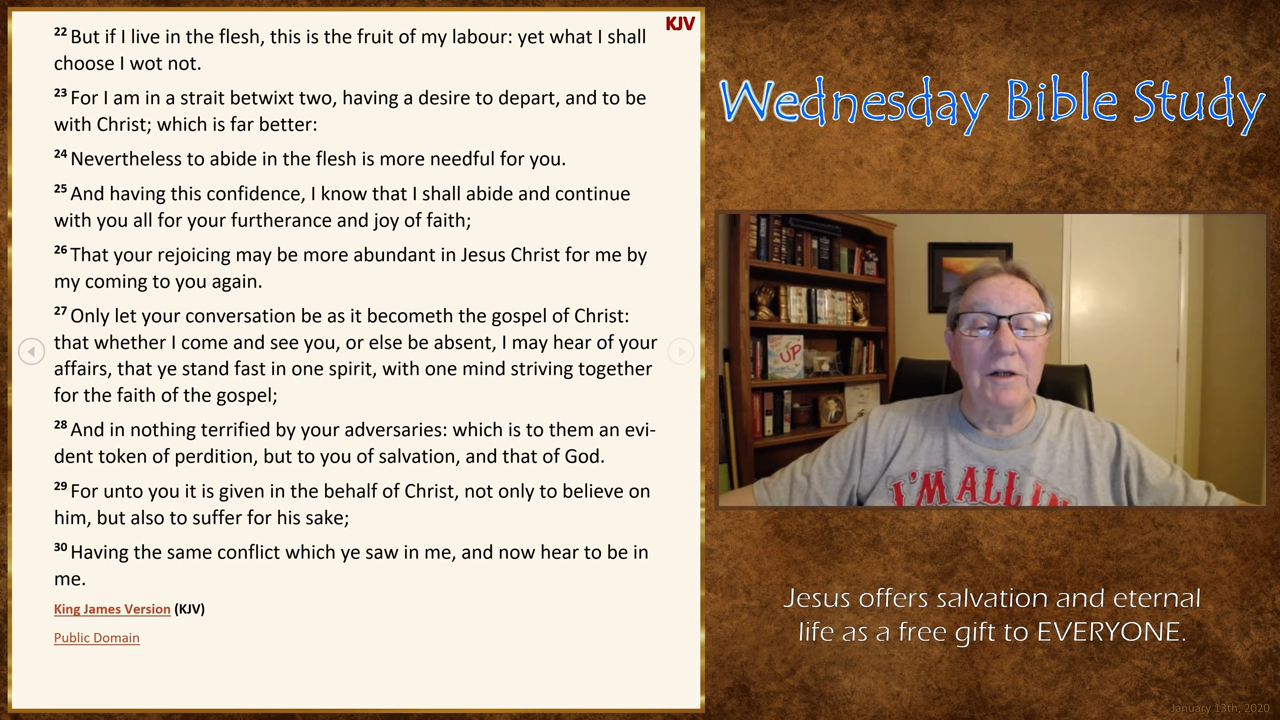 KJV
22 But if I live in the flesh, this is the fruit of my labour: yet what I shall
choose I wot not.
23 For I am in a strait betwixt two, having a desire to depart, and to be
with Christ; which is far better:
24 Nevertheless to abide in the flesh is more needful for you.
25 And having this confidence, I know that I shall abide and continue
with you all for your furtherance and joy of faith;
26 That your rejoicing may be more abundant in Jesus Christ for me by
my coming to you again.
27 Only let your conversation be as it becometh the gospel of Christ:
that whether I come and see you, or else be absent, I may hear of your
affairs, that ye stand fast in one spirit, with one mind striving together
for the faith of the gospel;
28 And in nothing terrified by your adversaries: which is to them an evi-
dent token of perdition, but to you of salvation, and that of God.
29 For unto you it is given in the behalf of Christ, not only to believe on
him, but also to suffer for his sake;
30 Having the same conflict which ye saw in me, and now hear to be in
me.
King James Version (KJV)
Public Domain
Wednesday Bible Study
UP
I'M ALL IN
Jesus offers salvation and eternal
life as a free gift to EVERYONE.
January 13th, 2020